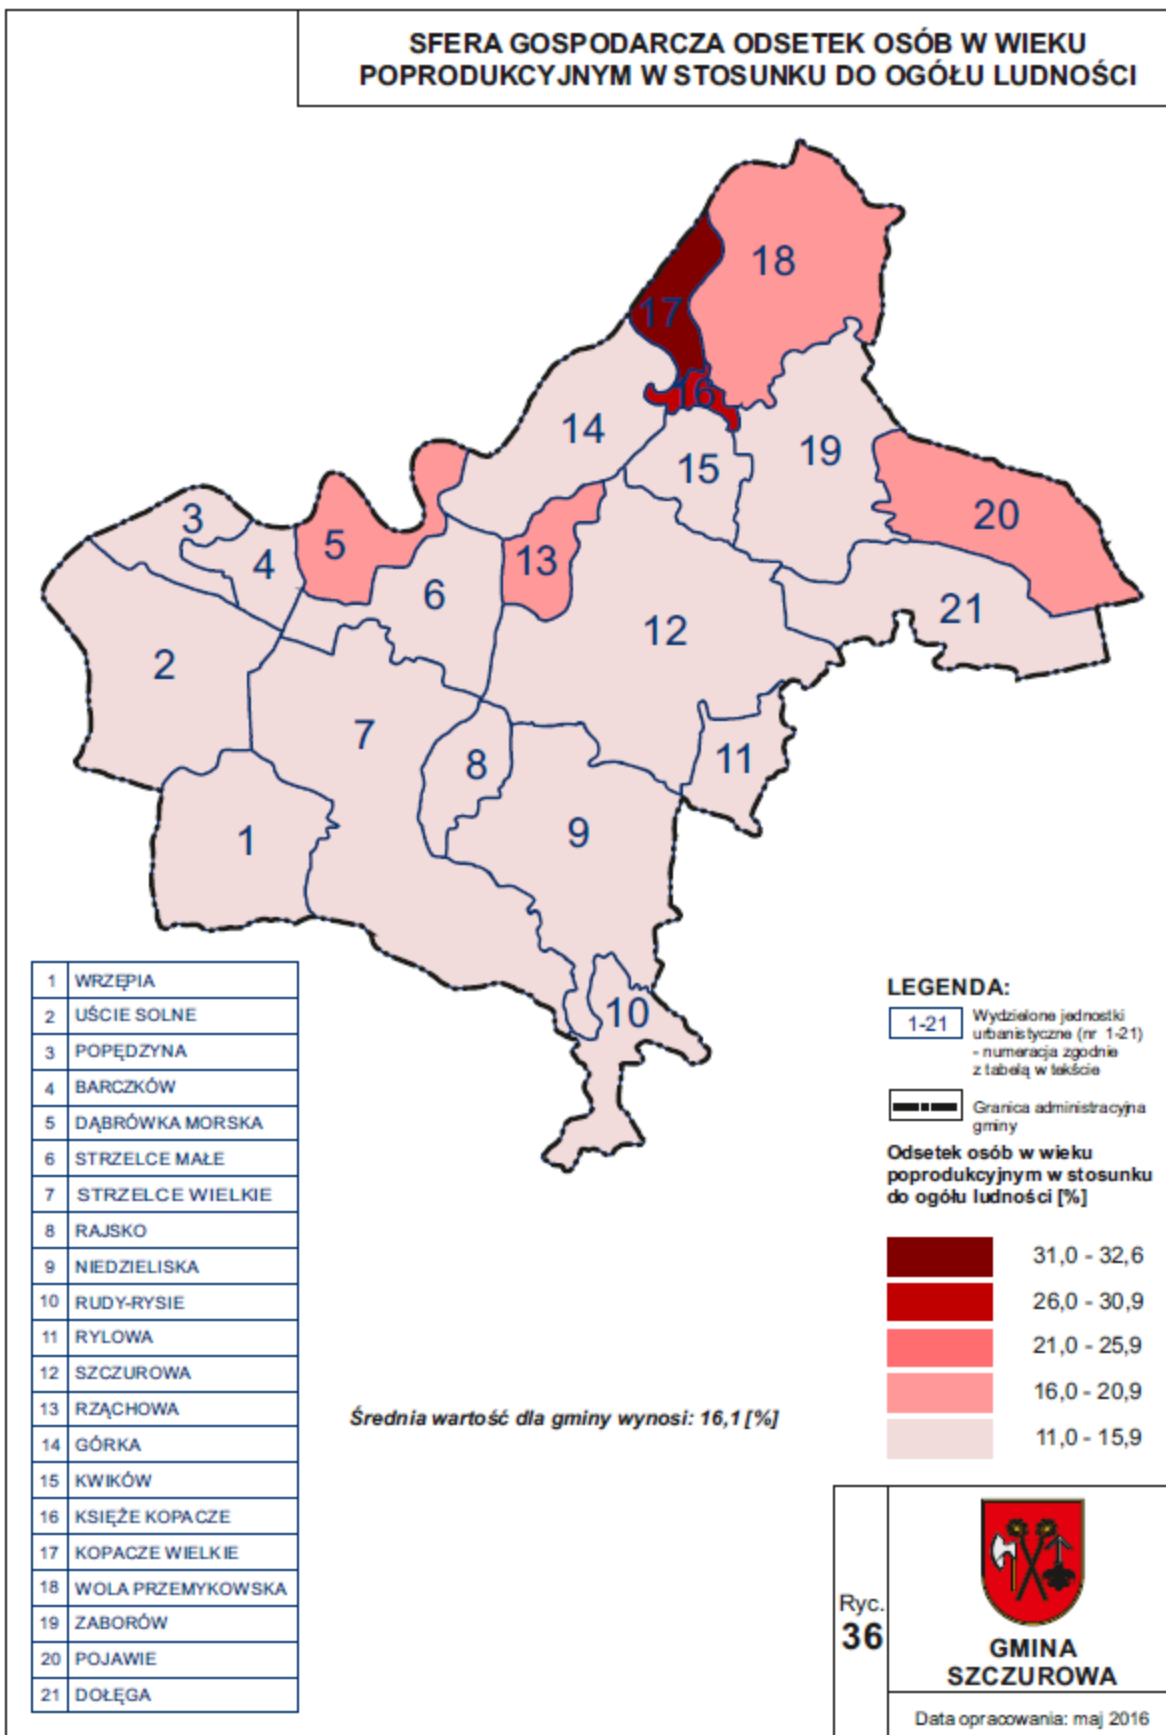 SFERA GOSPODARCZA ODSETEK OSÓB W WIEKU
POPRODUKCYJNYM W STOSUNKU DO OGÓŁU LUDNOŚCI
18
17
16
14
19
15
20
3
5
4
13
6
21
12
2
7
11
8
9
1
10
1 WRZĘPIA
2 UŚCIE SOLNE
3 POPĘDZYNA
4 BARCZKÓW
5 DĄBRÓWKA MORSKA
6 STRZELCE MAŁE
7 STRZELCE WIELKIE
8 RAJSKO
9 NIEDZIELISKA
10 RUDY-RYSIE
11 RYLOWA
12 SZCZUROWA
13 RZĄCHOWA
14 GÓRKA
15 KWIKÓW
16 KSIĘŻE KOPACZE
17 KOPACZE WIELKIE
18 WOLA PRZEMYKOWSKA
19 ZABORÓW
20 POJAWIE
21 DOŁĘGA
LEGENDA:
1-21 Wydzielone jednostki
urbanistyczne (nr 1-21)
- numeracja zgodnie
z tabelą w tekście
Granica administracyjna
gminy
Odsetek osób w wieku
poprodukcyjnym w stosunku
do ogółu ludności [%]
31,0 - 32,6
26,0 - 30,9
21,0 - 25,9
16,0 - 20,9
11,0 - 15,9
Średnia wartość dla gminy wynosi: 16,1 [%]
Ryc.
36
GMINA
SZCZUROWA
Data opracowania: maj 2016